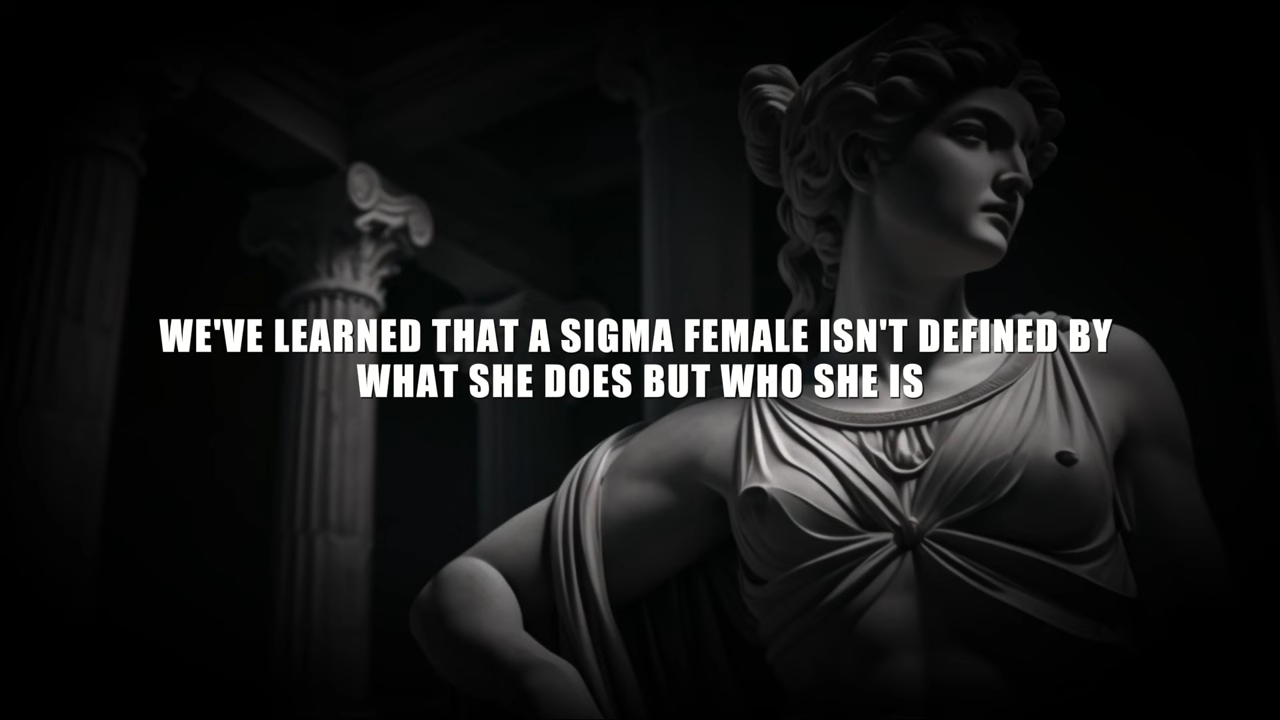 WE'VE LEARNED THAT A SIGMA FEMALE ISN'T DEFINED BY
WHAT SHE DOES BUT WHO SHE IS